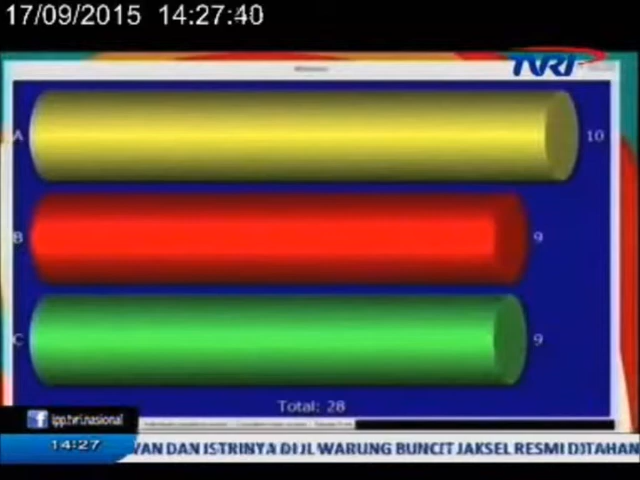 17/09/2015 14:27:40
TVRI
A 10
B 9
C 9
Total: 28
lpp.tvri.nasional
14:27
WAN DAN ISTRINYA DI JL WARUNG BUNCIT JAKSEL RESMI DITAHAN